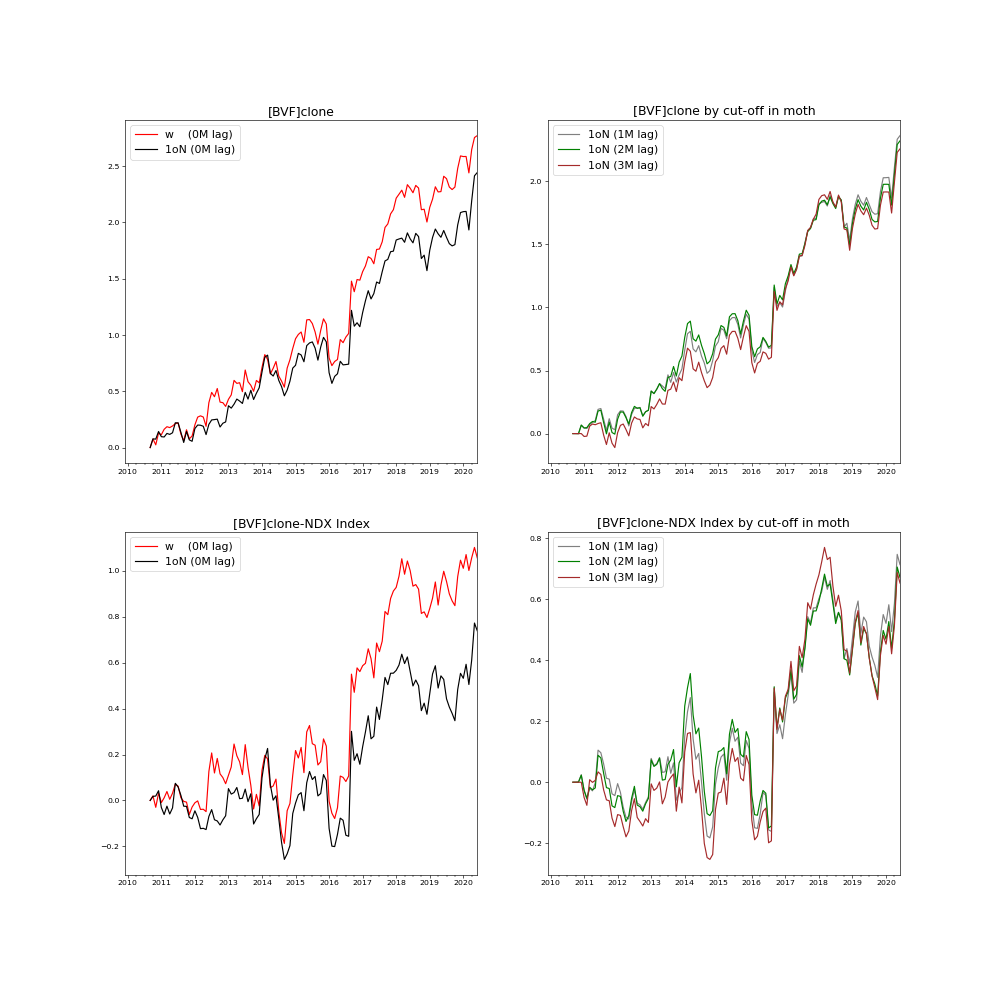 [BVF]clone
w (0M lag)
1oN (0M lag)
2.5
2.0
1.5
1.0
0.5
0.0
2010 2011 2012 2013 2014 2015 2016 2017 2018 2019 2020
[BVF]clone by cut-off in moth
1oN (1M lag)
1oN (2M lag)
1oN (3M lag)
2.0
1.5
1.0
0.5
0.0
2010 2011 2012 2013 2014 2015 2016 2017 2018 2019 2020
[BVF]clone-NDX Index
w (0M lag)
1oN (0M lag)
1.0
0.8
0.6
0.4
0.2
0.0
−0.2
2010 2011 2012 2013 2014 2015 2016 2017 2018 2019 2020
[BVF]clone-NDX Index by cut-off in moth
1oN (1M lag)
1oN (2M lag)
1oN (3M lag)
0.8
0.6
0.4
0.2
0.0
−0.2
2010 2011 2012 2013 2014 2015 2016 2017 2018 2019 2020